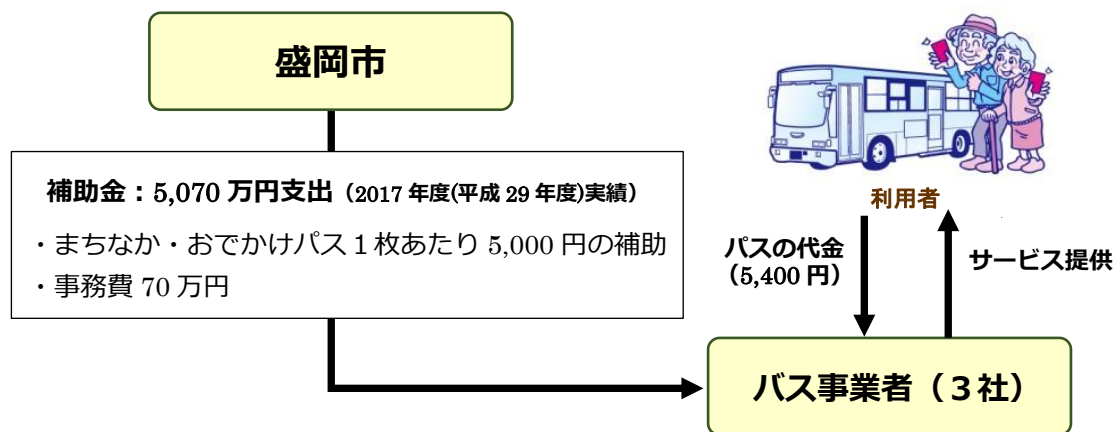 盛岡市
補助金：5,070 万円支出（2017 年度(平成 29 年度)実績）
・まちなか・おでかけパス１枚あたり 5,000 円の補助
・事務費 70 万円
利用者
パスの代金
（5,400 円）
サービス提供
バス事業者（３社）